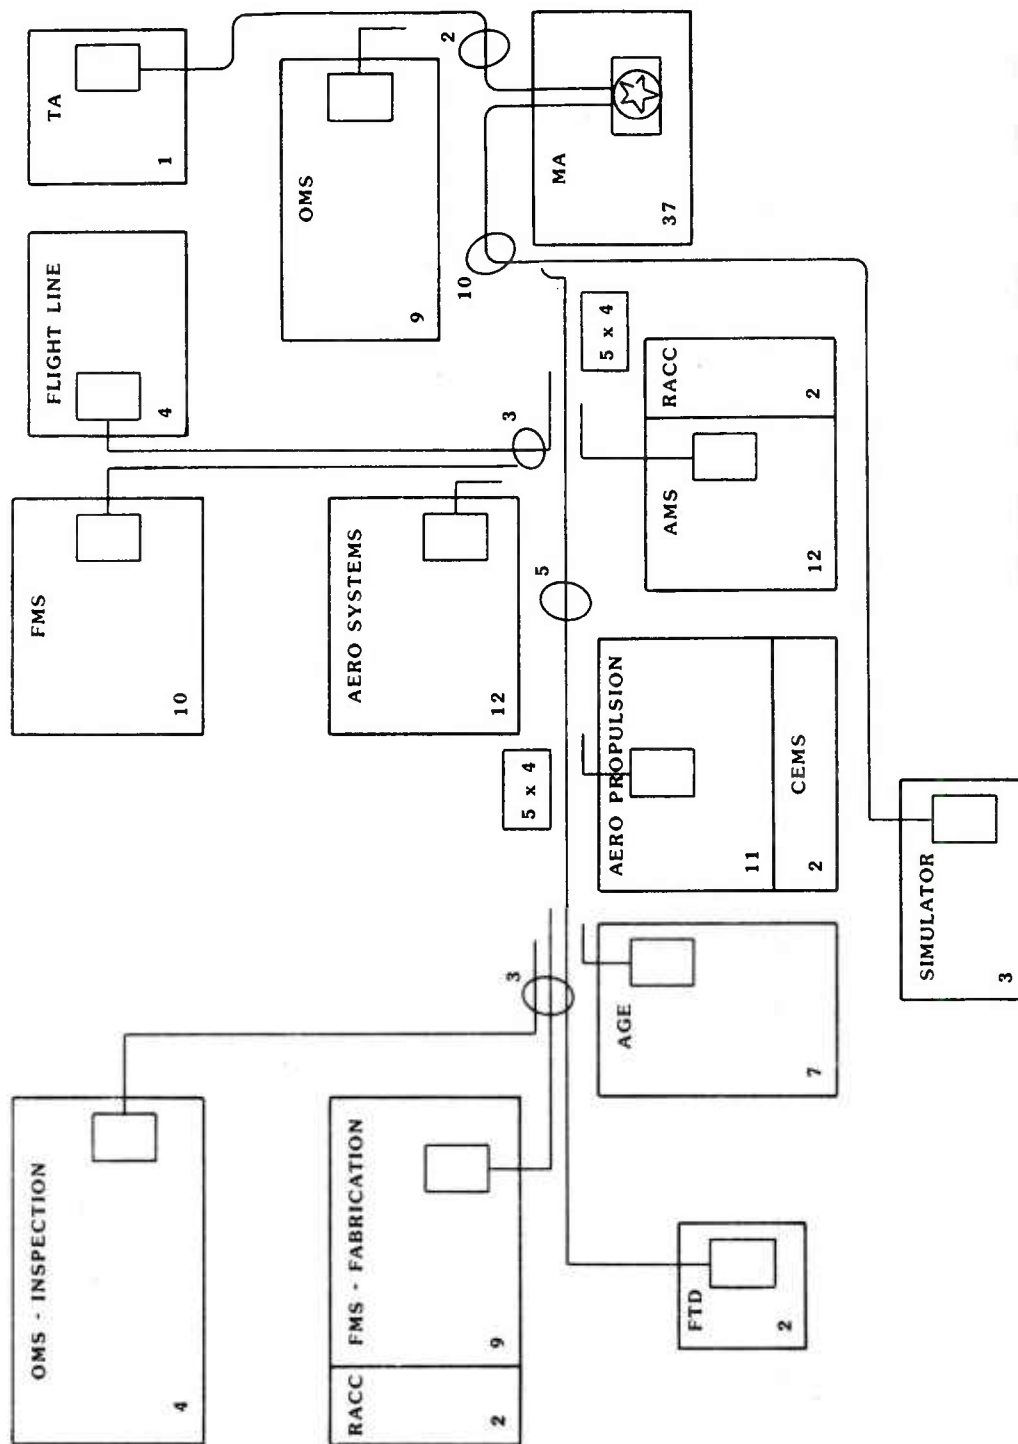 OMS - INSPECTION
4
FMS
10
FLIGHT LINE
4
TA
1
RACC
2
FMS - FABRICATION
9
AERO SYSTEMS
12
OMS
9
2
3
3
5
10
5 x 4
5 x 4
MA
37
FTD
2
AGE
7
AERO PROPULSION
11
CEMS
2
AMS
12
RACC
2
SIMULATOR
3